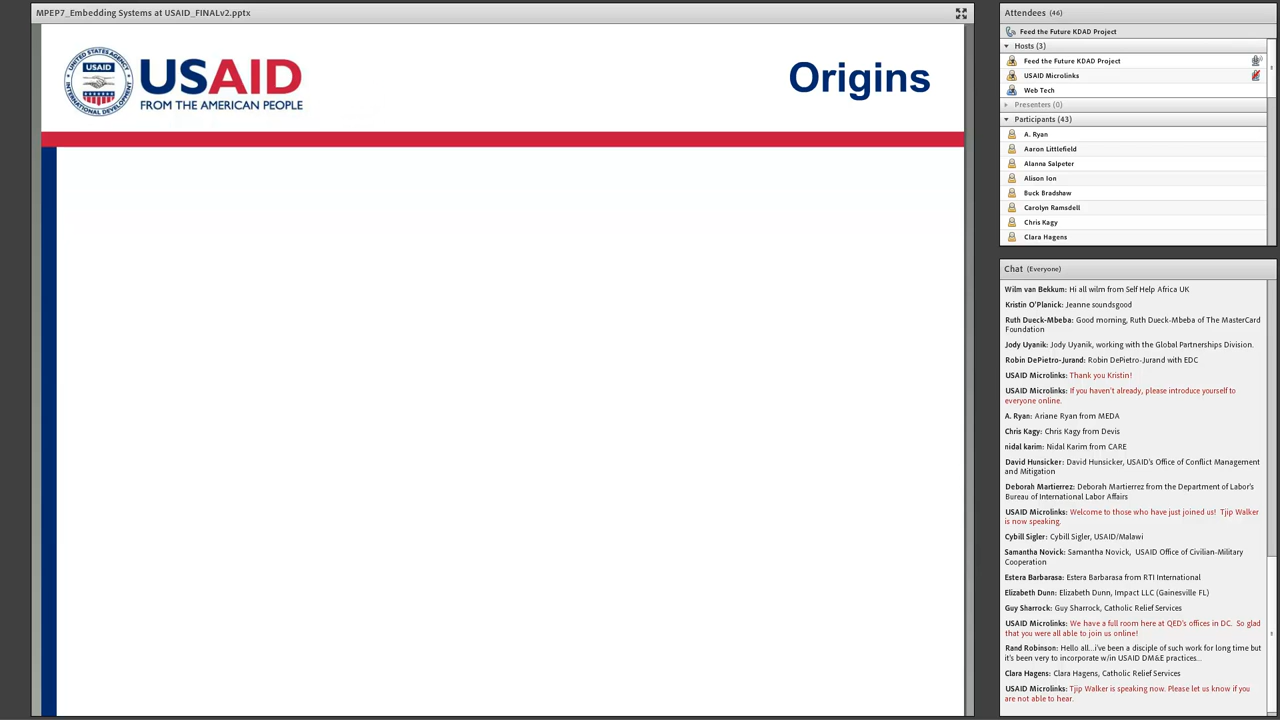 MPEP7_Embedding Systems at USAID_FINALv2.pptx
UNITED STATES AGENCY
USAID
INTERNATIONAL DEVELOPMENT
USAID
FROM THE AMERICAN PEOPLE
Origins
Attendees (46)
Feed the Future KDAD Project
Hosts (3)
Feed the Future KDAD Project
USAID Microlinks
Web Tech
Presenters (0)
Participants (43)
A. Ryan
Aaron Littlefield
Alanna Salpeter
Alison Ion
Buck Bradshaw
Carolyn Ramsdell
Chris Kagy
Clara Hagens
Chat (Everyone)
Wilm van Bekkum: Hi all wilm from Self Help Africa UK
Kristin O'Planick: Jeanne soundsgood
Ruth Dueck-Mbeba: Good morning, Ruth Dueck-Mbeba of The MasterCard
Foundation
Jody Uyanik: Jody Uyanik, working with the Global Partnerships Division.
Robin DePietro-Jurand: Robin DePietro-Jurand with EDC
USAID Microlinks: Thank you Kristin!
USAID Microlinks: If you haven't already, please introduce yourself to
everyone online.
A. Ryan: Ariane Ryan from MEDA
Chris Kagy: Chris Kagy from Devis
nidal karim: Nidal Karim from CARE
David Hunsicker: David Hunsicker, USAID's Office of Conflict Management
and Mitigation
Deborah Martierrez: Deborah Martierrez from the Department of Labor's
Bureau of International Labor Affairs
USAID Microlinks: Welcome to those who have just joined us! Tjip Walker
is now speaking.
Cybill Sigler: Cybill Sigler, USAID/Malawi
Samantha Novick: Samantha Novick, USAID Office of Civilian-Military
Cooperation
Estera Barbarasa: Estera Barbarasa from RTI International
Elizabeth Dunn: Elizabeth Dunn, Impact LLC (Gainesville FL)
Guy Sharrock: Guy Sharrock, Catholic Relief Services
USAID Microlinks: We have a full room here at QED's offices in DC. So glad
that you were all able to join us online!
Rand Robinson: Hello all...i've been a disciple of such work for long time but
it's been very to incorporate w/in USAID DM&E practices...
Clara Hagens: Clara Hagens, Catholic Relief Services
USAID Microlinks: Tjip Walker is speaking now. Please let us know if you
are not able to hear.